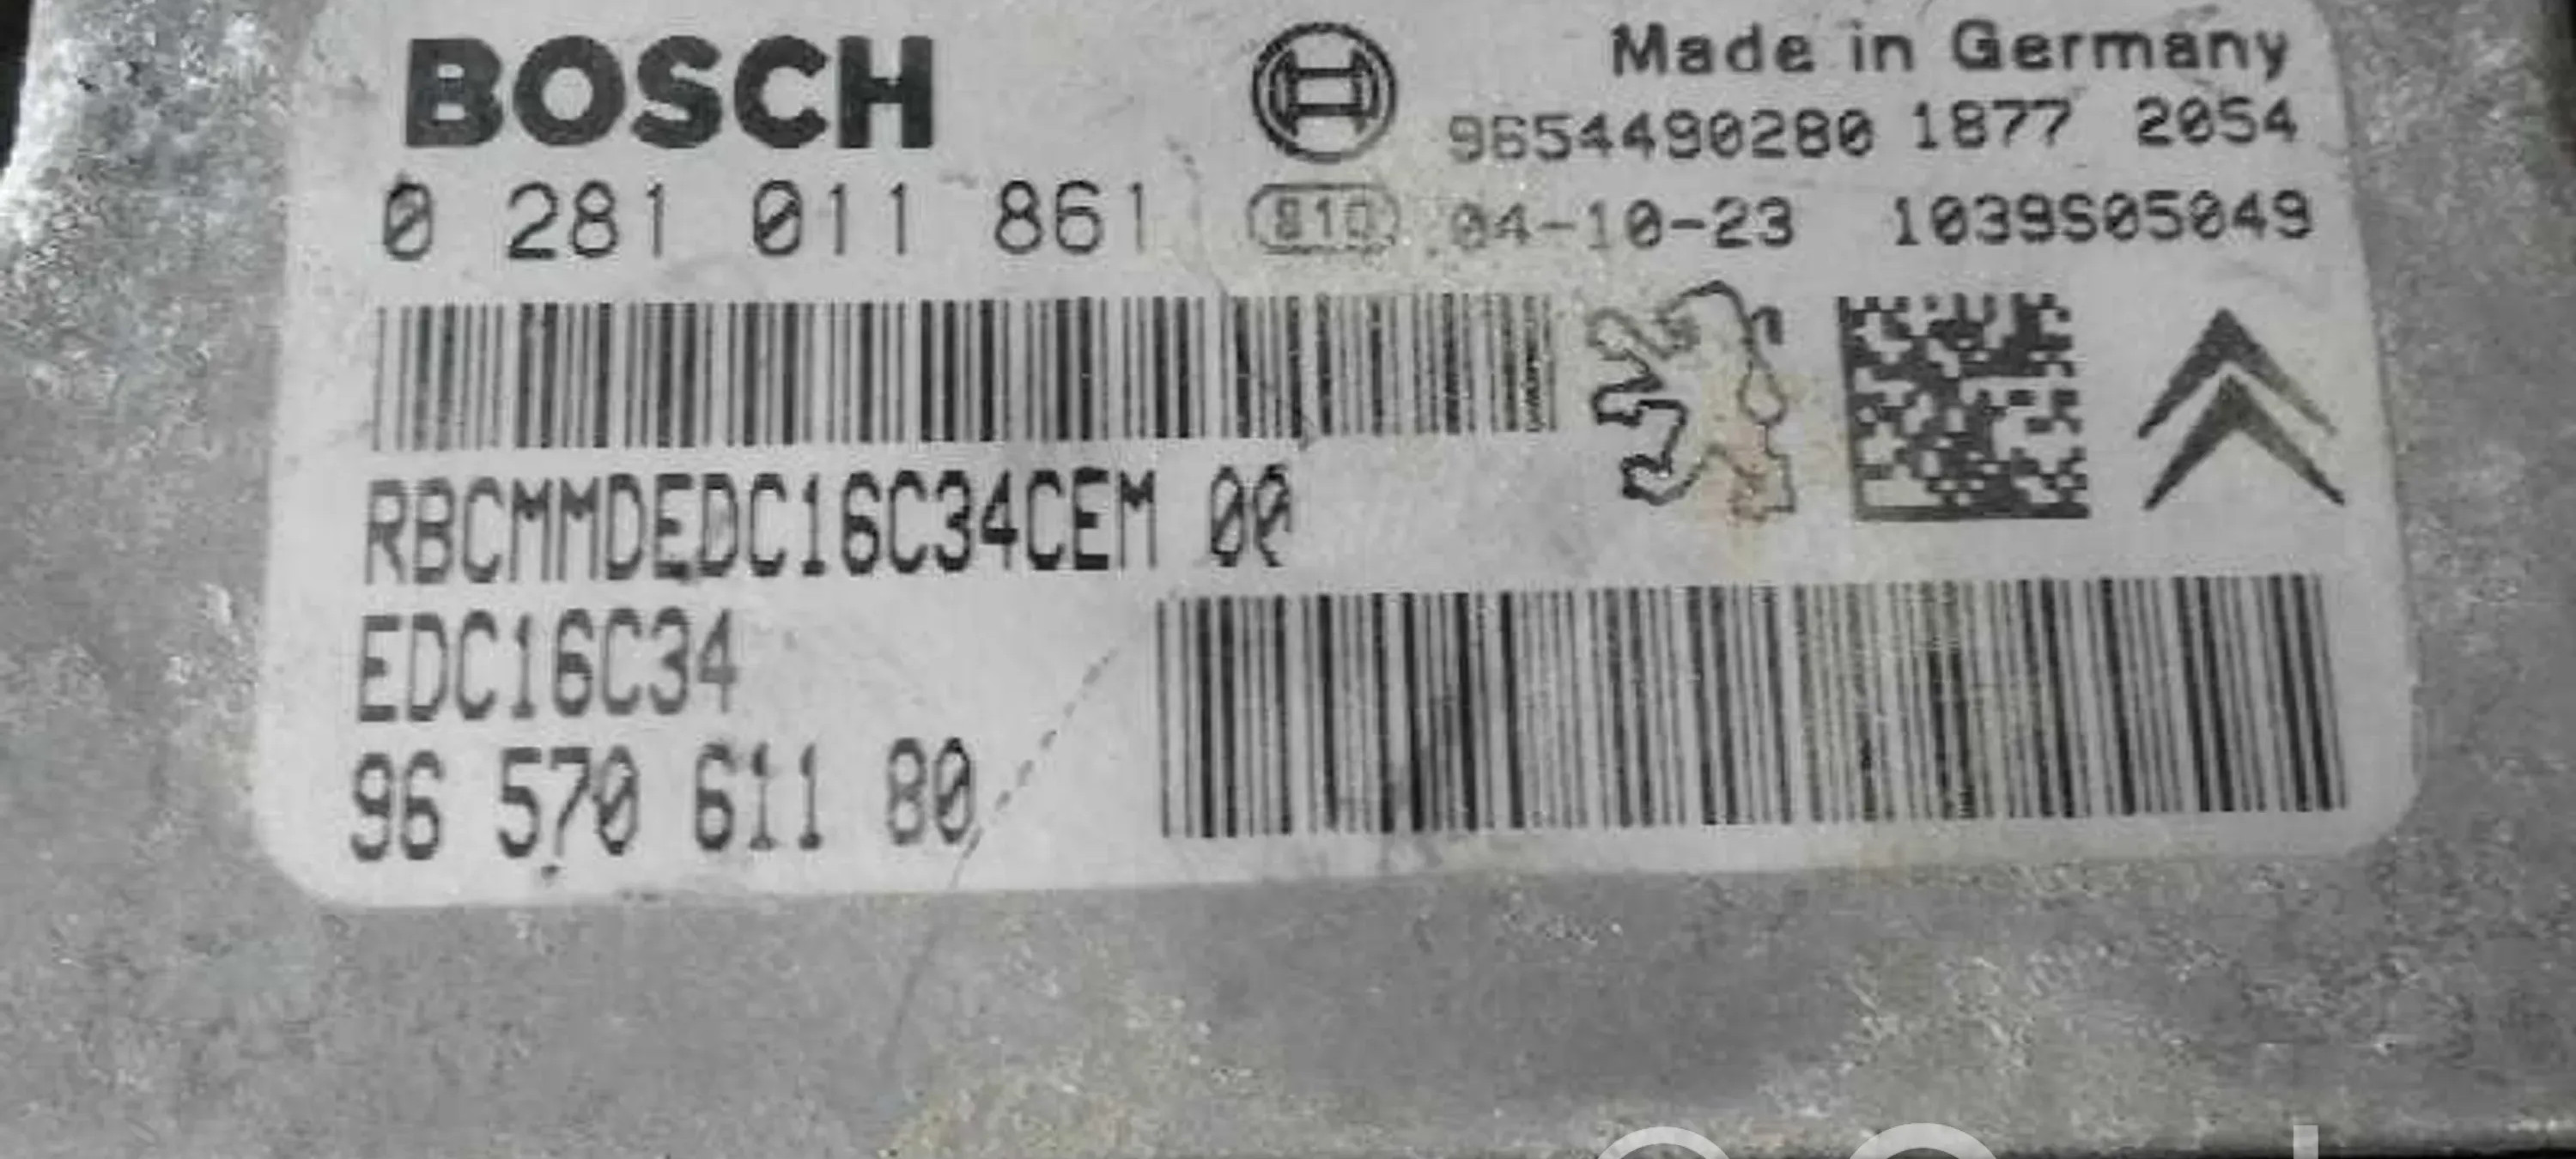 BOSCH
Made in Germany
9654490280 1877 2054
0 281 011 861
810 04-10-23 1039S05049
RBCMMDEDC16C34CEM 00
EDC16C34
96 570 611 80